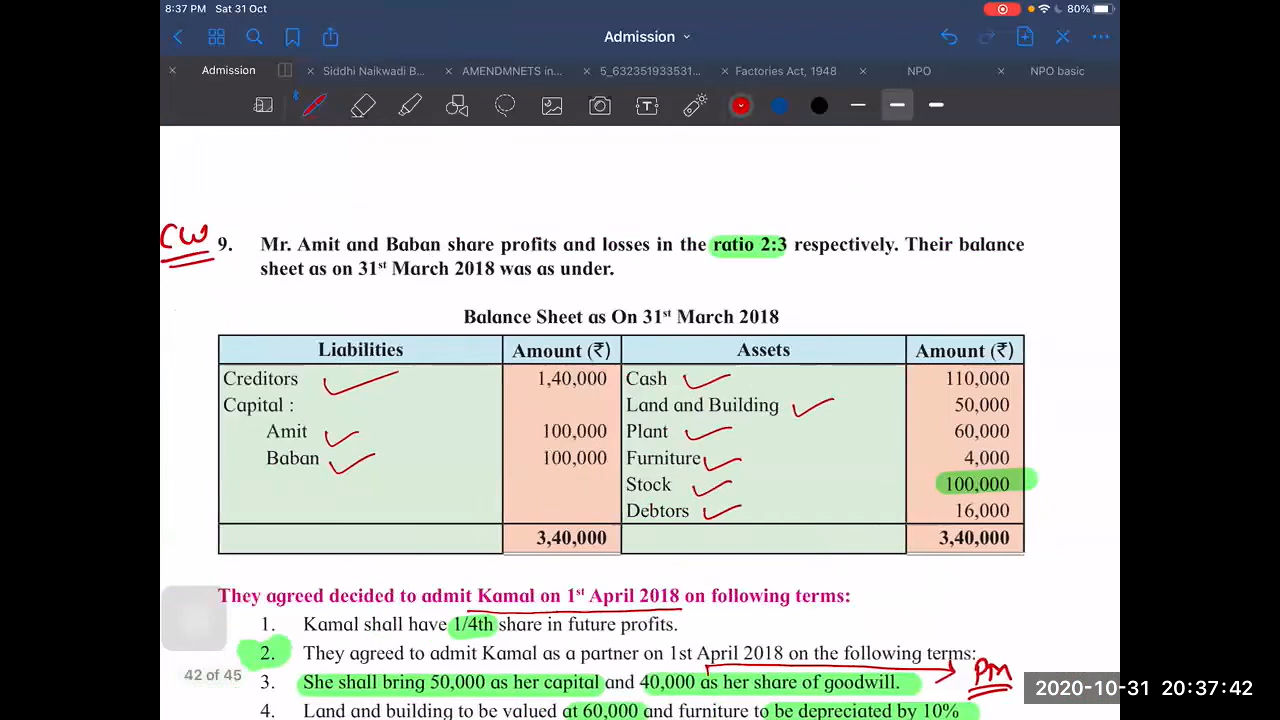 8:37 PM Sat 31 Oct 80%
Admission
Admission Siddhi Naikwadi B... AMENDMNETS in... 5_632351933531... Factories Act, 1948 NPO NPO basic
CW 9. Mr. Amit and Baban share profits and losses in the ratio 2:3 respectively. Their balance
sheet as on 31st March 2018 was as under.
Balance Sheet as On 31st March 2018
Liabilities Amount (₹) Assets Amount (₹)
Creditors 1,40,000 Cash 110,000
Capital : Land and Building 50,000
Amit 100,000 Plant 60,000
Baban 100,000 Furniture 4,000
Stock 100,000
Debtors 16,000
3,40,000 3,40,000
They agreed decided to admit Kamal on 1st April 2018 on following terms:
1. Kamal shall have 1/4th share in future profits.
2. They agreed to admit Kamal as a partner on 1st April 2018 on the following terms:
3. She shall bring 50,000 as her capital and 40,000 as her share of goodwill. PM
4. Land and building to be valued at 60,000 and furniture to be depreciated by 10%
42 of 45
2020-10-31 20:37:42